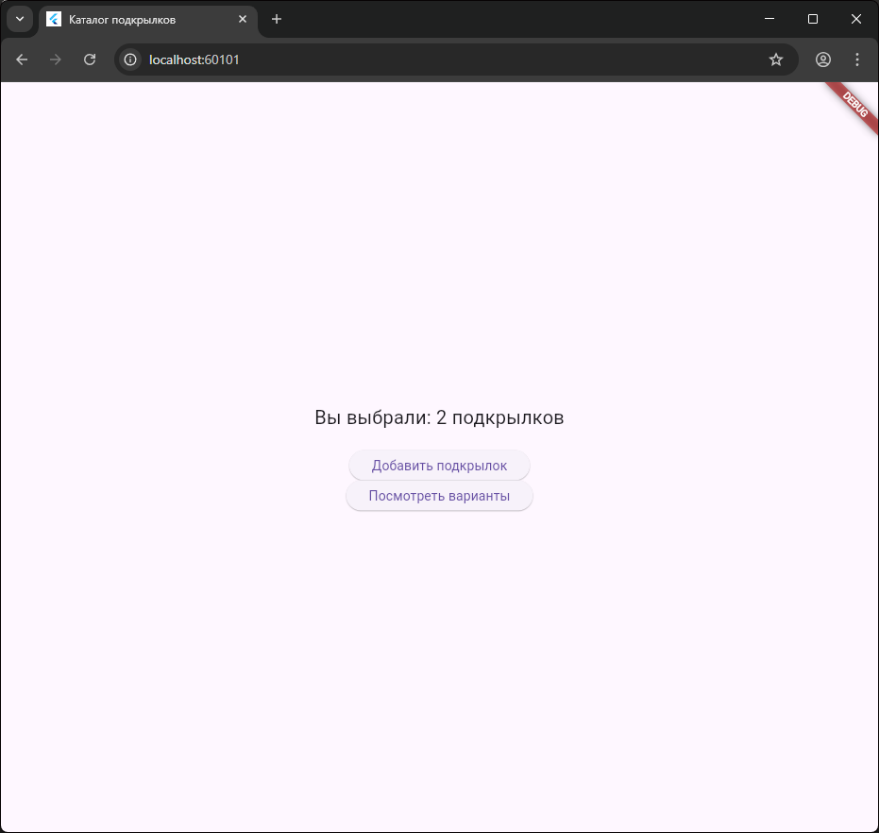 Каталог подкрылков
localhost:60101
DEBUG
Вы выбрали: 2 подкрылков
Добавить подкрылок
Посмотреть варианты